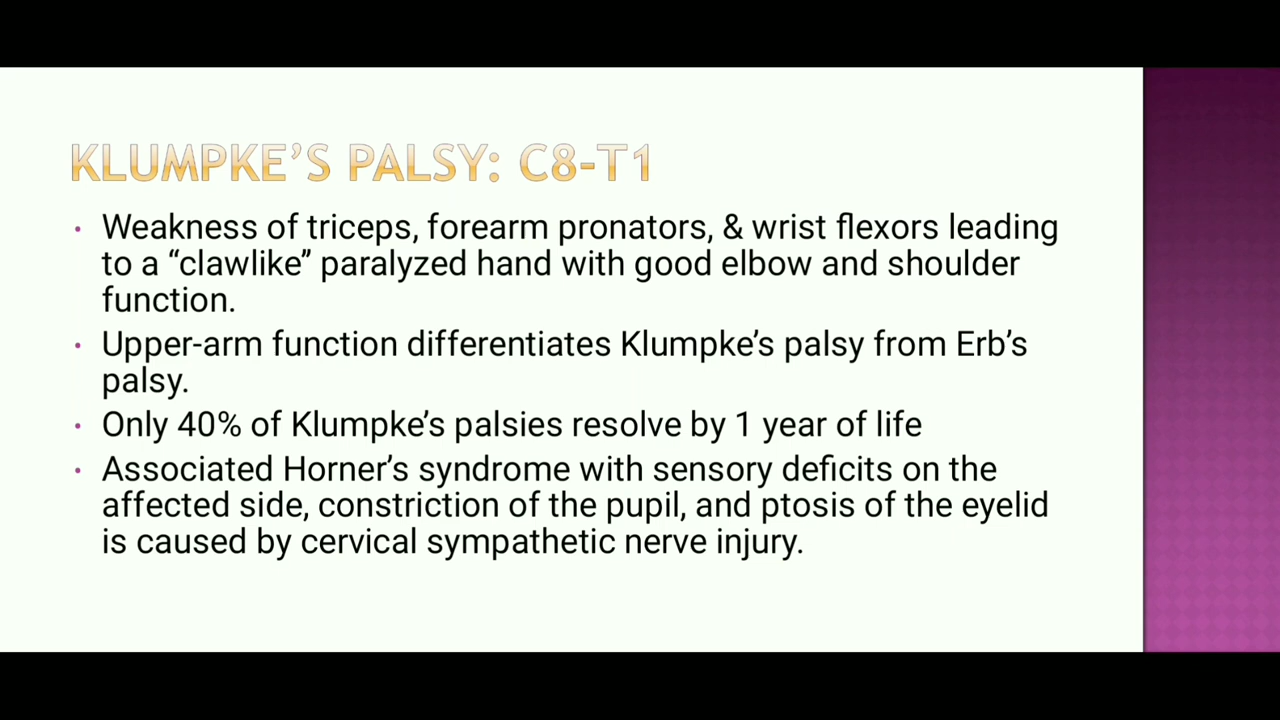 KLUMPKE’S PALSY: C8-T1
• Weakness of triceps, forearm pronators, & wrist flexors leading
to a “clawlike” paralyzed hand with good elbow and shoulder
function.
• Upper-arm function differentiates Klumpke’s palsy from Erb’s
palsy.
• Only 40% of Klumpke’s palsies resolve by 1 year of life
• Associated Horner’s syndrome with sensory deficits on the
affected side, constriction of the pupil, and ptosis of the eyelid
is caused by cervical sympathetic nerve injury.